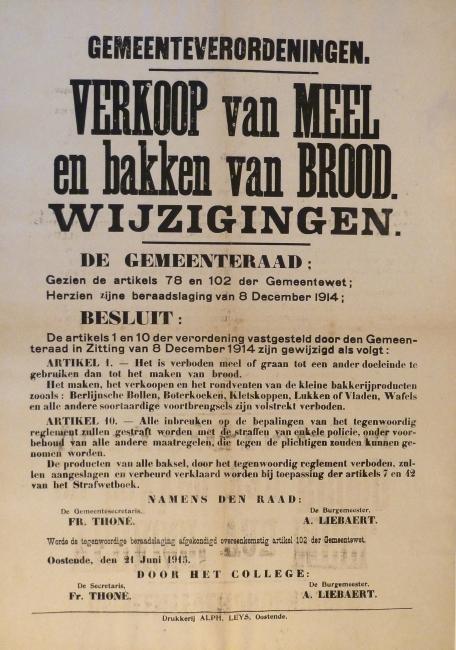 GEMEENTEVERORDENINGEN.
VERKOOP van MEEL
en bakken van BROOD.
WIJZIGINGEN.
DE GEMEENTERAAD;
Gezien de artikels 78 en 102 der Gemeentewet;
Herzien zijne beraadslaging van 8 December 1914;
BESLUIT:
De artikels 1 en 10 der verordening vastgesteld door den Gemeen-
teraad in Zitting van 8 December 1914 zijn gewijzigd als volgt:
ARTIKEL 1. — Het is verboden meel of graan tot een ander doeleinde te
gebruiken dan tot het maken van brood.
Het maken, het verkoopen en het rondventen van de kleine bakkerijproducten
zooals: Berlijnsche Bollen, Boterkoeken, Kletskoppen, Lukken of Vladen, Wafels
en alle andere soortaardige voortbrengsels zijn volstrekt verboden.
ARTIKEL 10. — Alle inbreuken op de bepalingen van het tegenwoordig
reglement zullen gestraft worden met de straffen van enkele policie, onder voor-
behoud van alle andere maatregelen, die tegen de plichtigen zouden kunnen ge-
nomen worden.
De producten van alle baksel, door het tegenwoordig reglement verboden, zul-
len aangeslagen en verbeurd verklaard worden bij toepassing der artikels 7 en 42
van het Strafwetboek.
NAMENS DEN RAAD:
De Gemeentesecretaris, De Burgemeester,
FR. THONE. A. LIEBAERT.
Worde de tegenwoordige beraadslaging afgekondigd overeenkomstig artikel 102 der Gemeentewet.
Oostende, den 21 Juni 1915.
DOOR HET COLLEGE:
De Secretaris, De Burgemeester,
Fr. THONE. A. LIEBAERT.
Drukkerij ALPH. LEYS, Oostende.